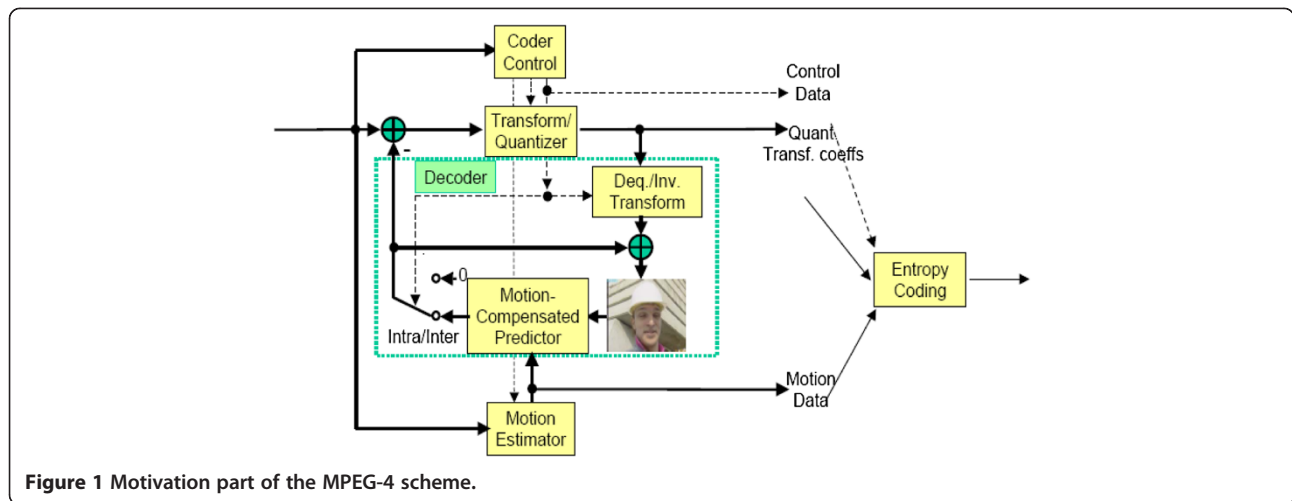 Coder
Control
Control
Data
Transform/
Quantizer
Quant
Transf. coeffs
-
Decoder
Deq./Inv.
Transform
0
Entropy
Coding
Motion-
Compensated
Predictor
Intra/Inter
Motion
Data
Motion
Estimator
Figure 1 Motivation part of the MPEG-4 scheme.